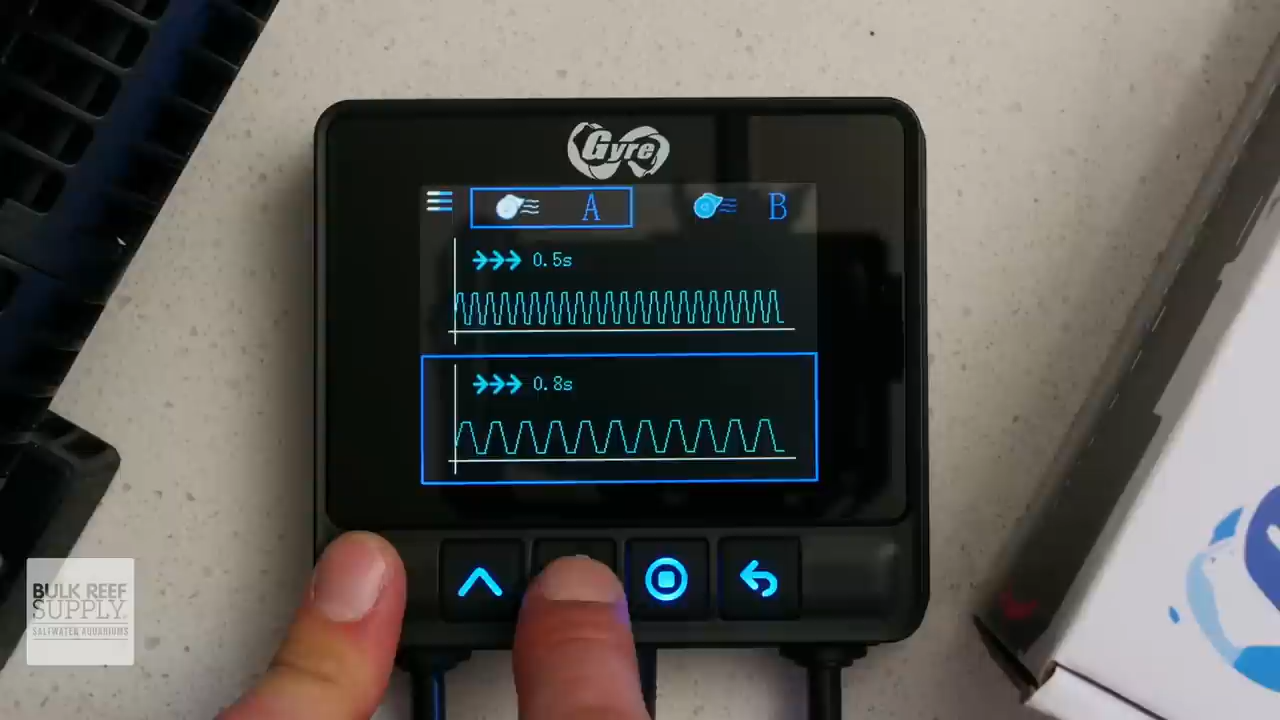 Gyre
A
B
0.5s
0.8s
BULK REEF
SUPPLY
SALTWATER AQUARIUMS